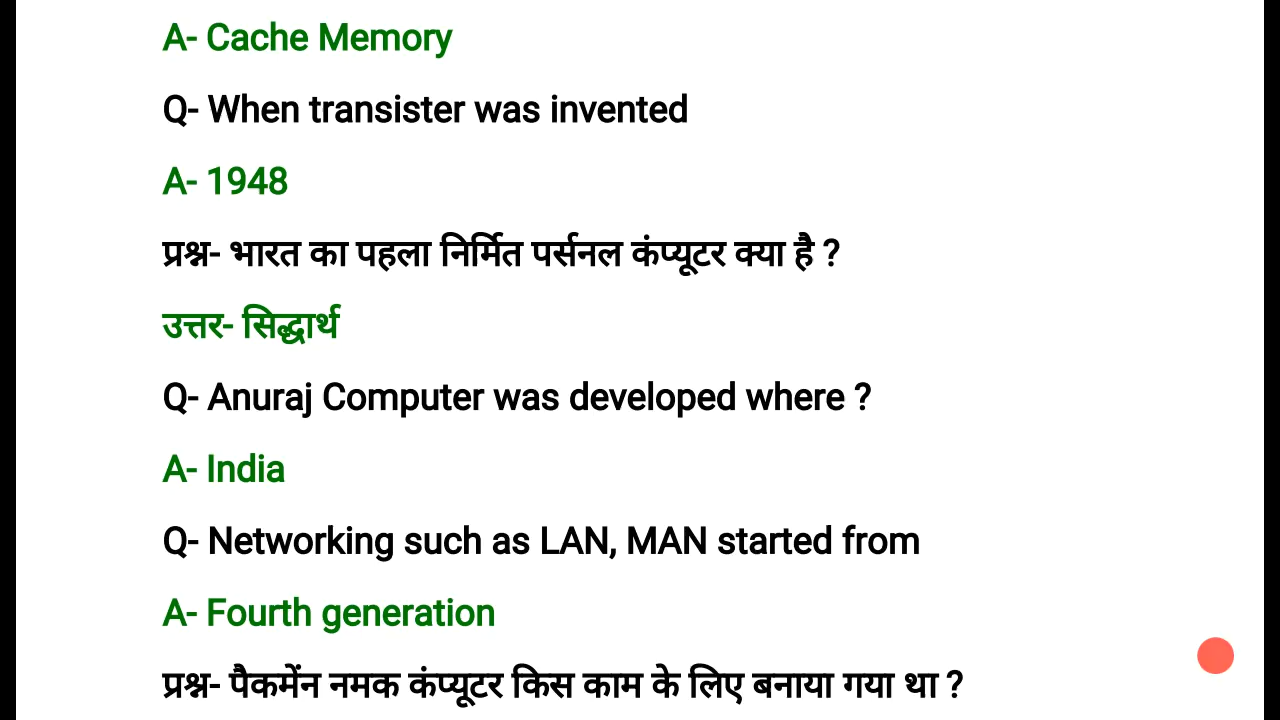 A- Cache Memory
Q- When transister was invented
A- 1948
प्रश्न- भारत का पहला निर्मित पर्सनल कंप्यूटर क्या है ?
उत्तर- सिद्धार्थ
Q- Anuraj Computer was developed where ?
A- India
Q- Networking such as LAN, MAN started from
A- Fourth generation
प्रश्न- पैकमेंन नमक कंप्यूटर किस काम के लिए बनाया गया था ?